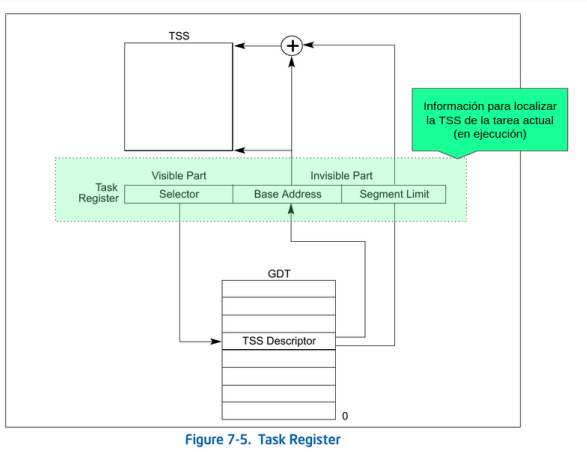 TSS
+
Información para localizar
la TSS de la tarea actual
(en ejecución)
Visible Part
Invisible Part
Task
Register
Selector
Base Address
Segment Limit
GDT
TSS Descriptor
0
Figure 7-5. Task Register